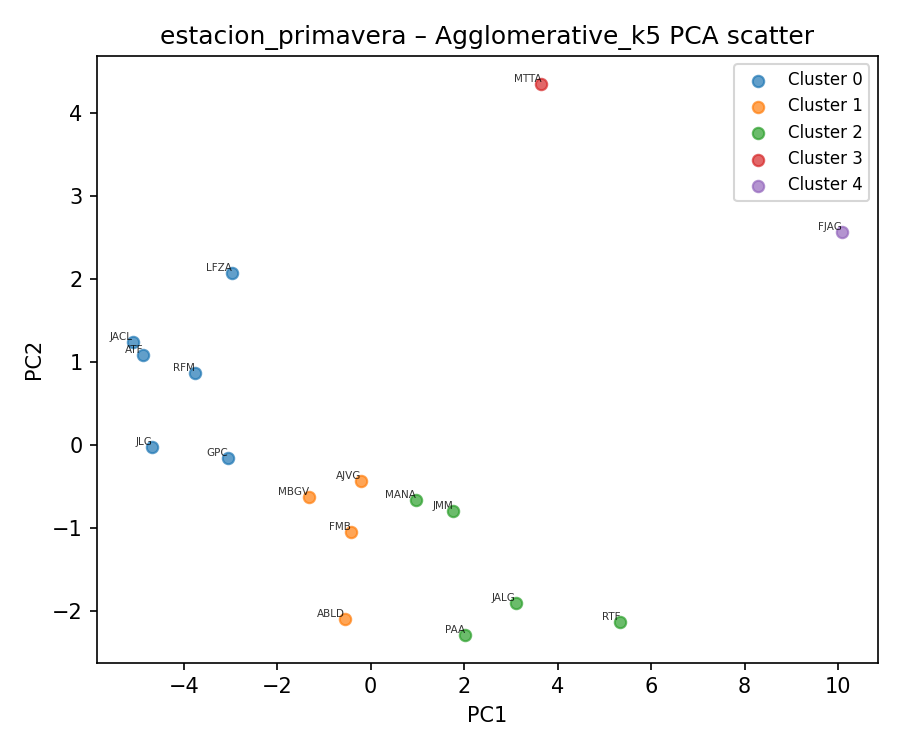 estacion_primavera – Agglomerative_k5 PCA scatter
MTTA
Cluster 0
Cluster 1
Cluster 2
Cluster 3
Cluster 4
FJAG
LFZA
JACL
ATF
RFM
JLG
GPC
AJVG
MBGV
MANA
JMM
FMB
JALG
ABLD
RTF
PAA
4
3
2
1
0
−1
−2
PC2
−4
−2
0
2
4
6
8
10
PC1